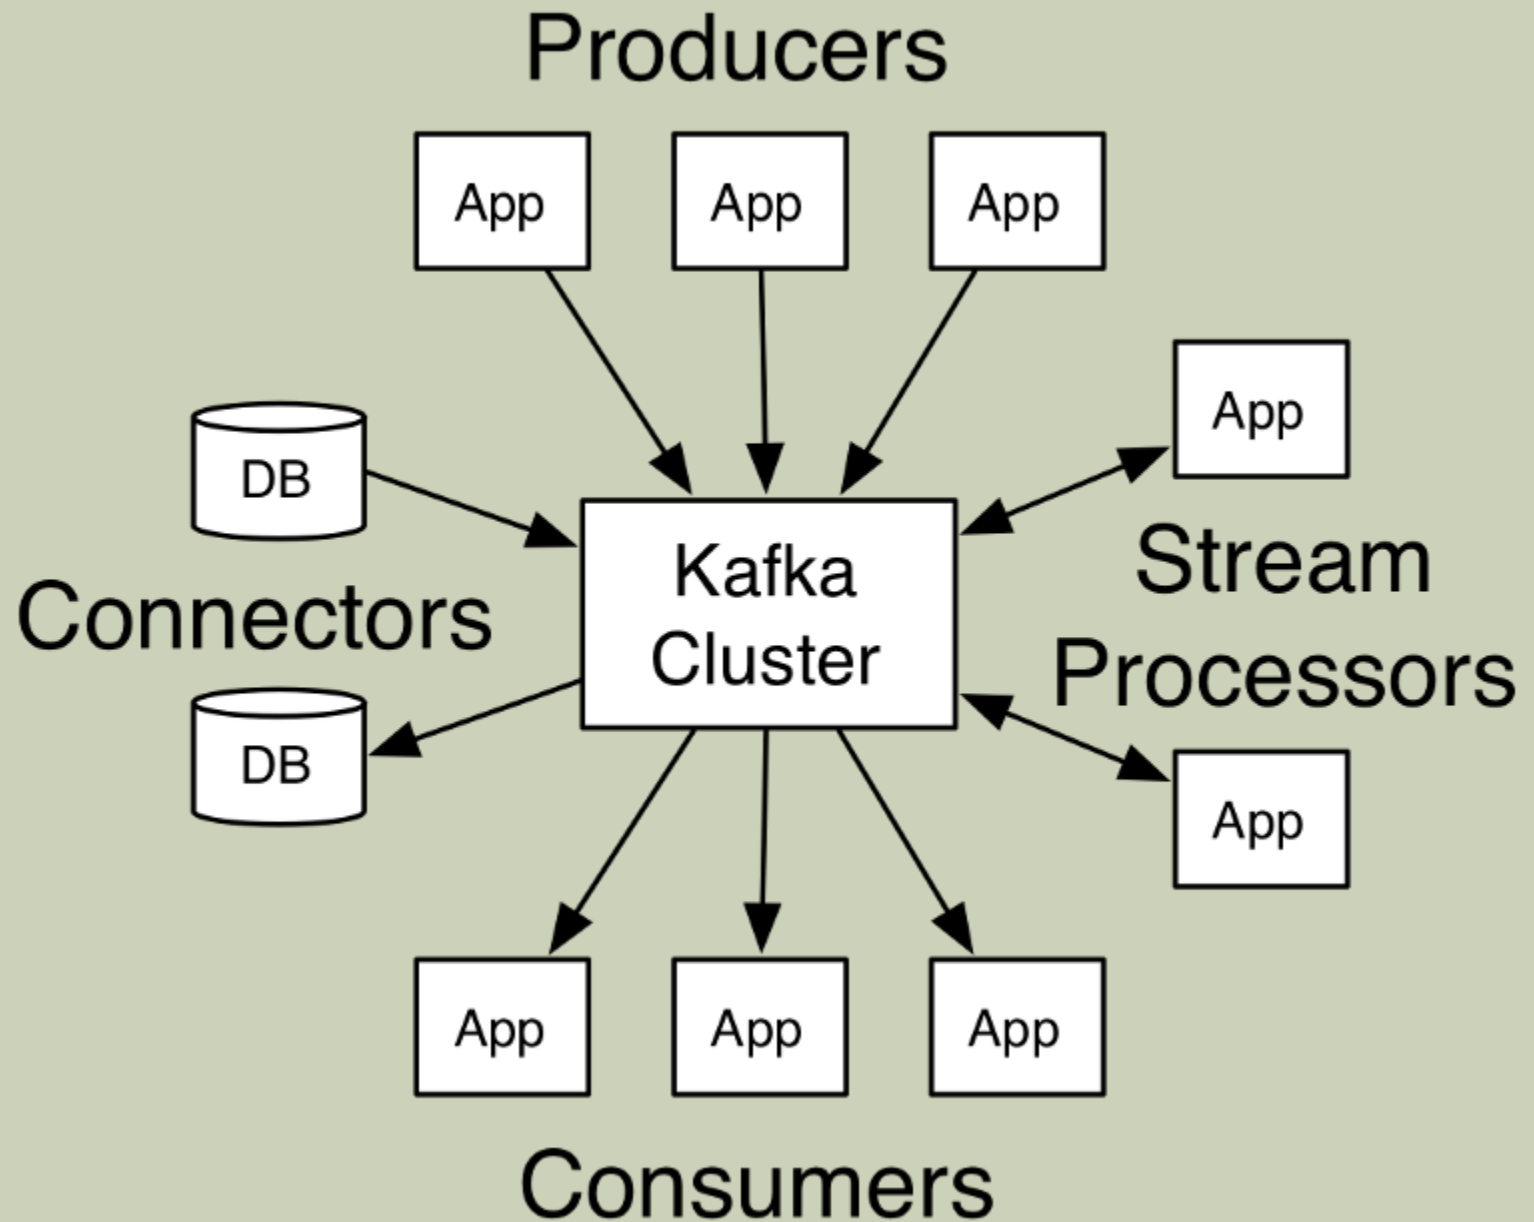 Producers
App
App
App
App
DB
Kafka
Cluster
Stream
Processors
Connectors
DB
App
App
App
App
Consumers